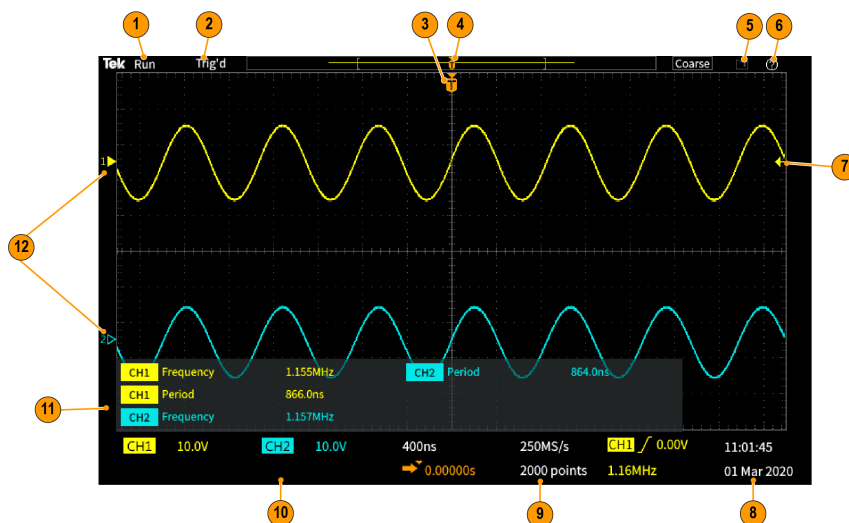 1 2 3 4 5 6
Tek Run Trig'd T Coarse ?
T
1 7
12
2
CH1 Frequency 1.155MHz CH2 Period 864.0ns
CH1 Period 866.0ns
11 CH2 Frequency 1.157MHz
CH1 10.0V CH2 10.0V 400ns 250MS/s CH1 0.00V 11:01:45
0.00000s 2000 points 1.16MHz 01 Mar 2020
10 9 8